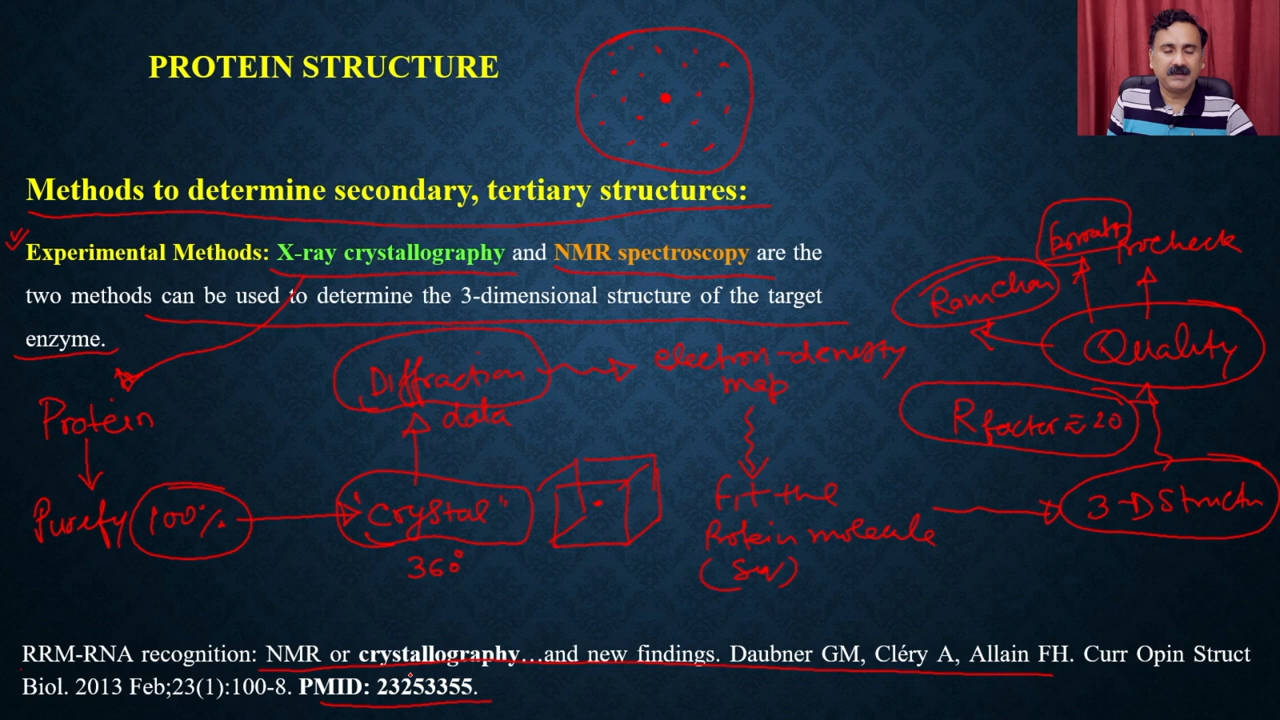 PROTEIN STRUCTURE
Methods to determine secondary, tertiary structures:
Experimental Methods: X-ray crystallography and NMR spectroscopy are the
two methods can be used to determine the 3-dimensional structure of the target
enzyme.
Procheck
Ramchan
Quality
Diffraction
data
electron-density
map
Protein
Rfactor ≈ 20
Purify 100%
"Crystal"
360°
Fit the
Protein molecule
3-D Structr
RRM-RNA recognition: NMR or crystallography…and new findings. Daubner GM, Cléry A, Allain FH. Curr Opin Struct
Biol. 2013 Feb;23(1):100-8. PMID: 23253355.